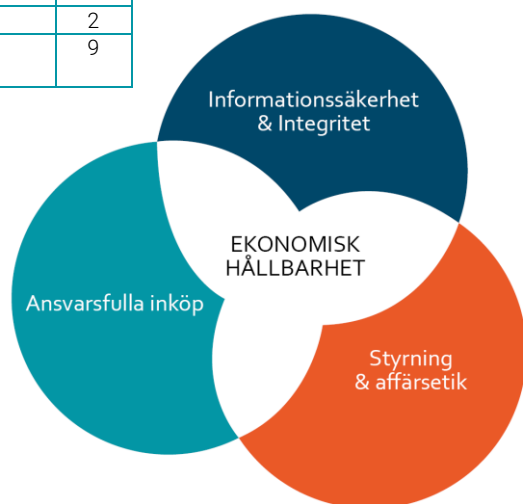 2
9
Informationssäkerhet
& Integritet
EKONOMISK
HÅLLBARHET
Ansvarsfulla inköp
Styrning
& affärsetik